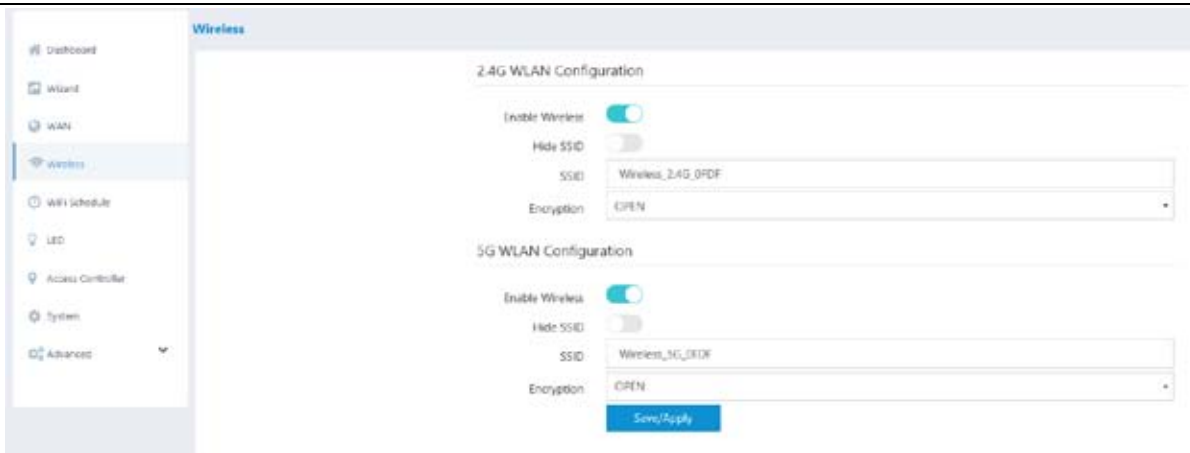 Wireless
Dashboard
Wizard
WAN
Wireless
WiFi Schedule
LED
Access Controller
System
Advanced
2.4G WLAN Configuration
Enable Wireless
Hide SSID
SSID Wireless_2.4G_0FDF
Encryption OPEN
5G WLAN Configuration
Enable Wireless
Hide SSID
SSID Wireless_5G_0FDF
Encryption OPEN
Save/Apply